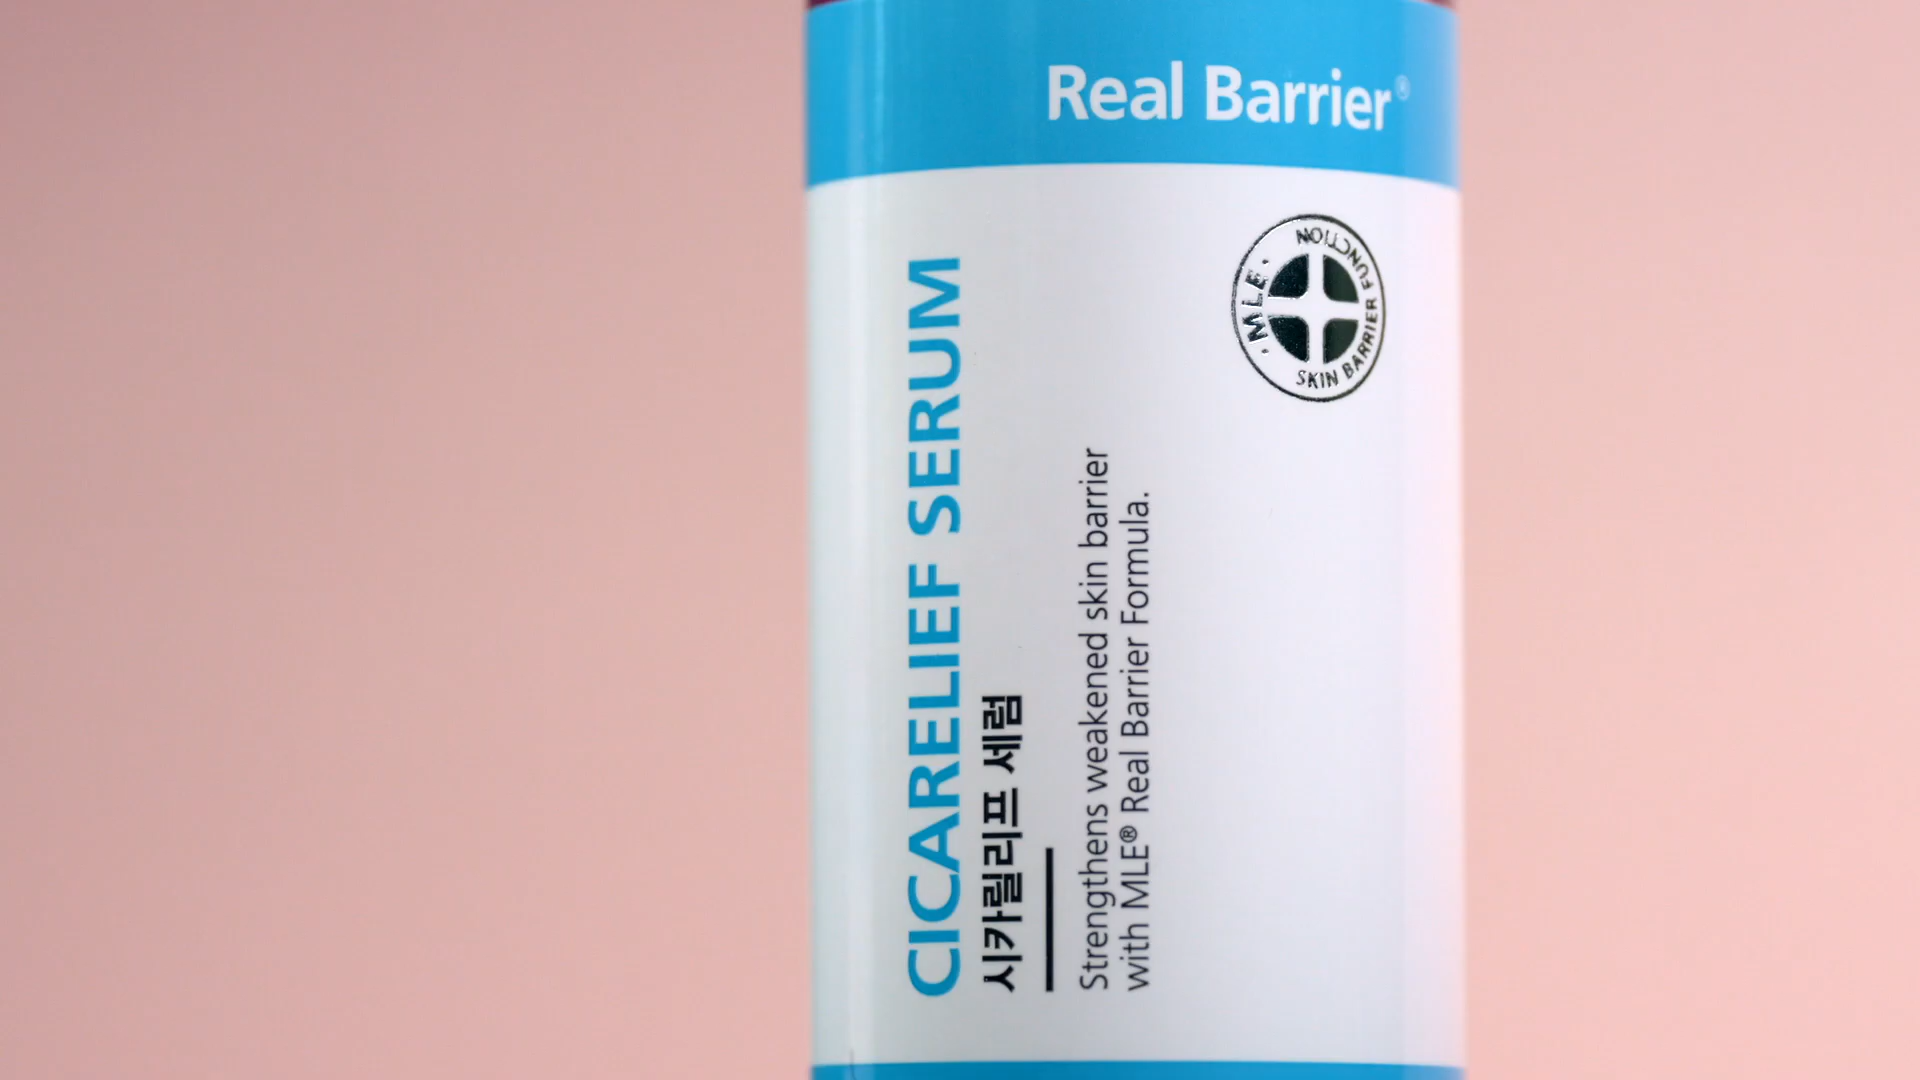 Real Barrier®
· MLE ·
SKIN BARRIER FUNCTION
CICARELIEF SERUM
시카릴리프 세럼
Strengthens weakened skin barrier
with MLE® Real Barrier Formula.